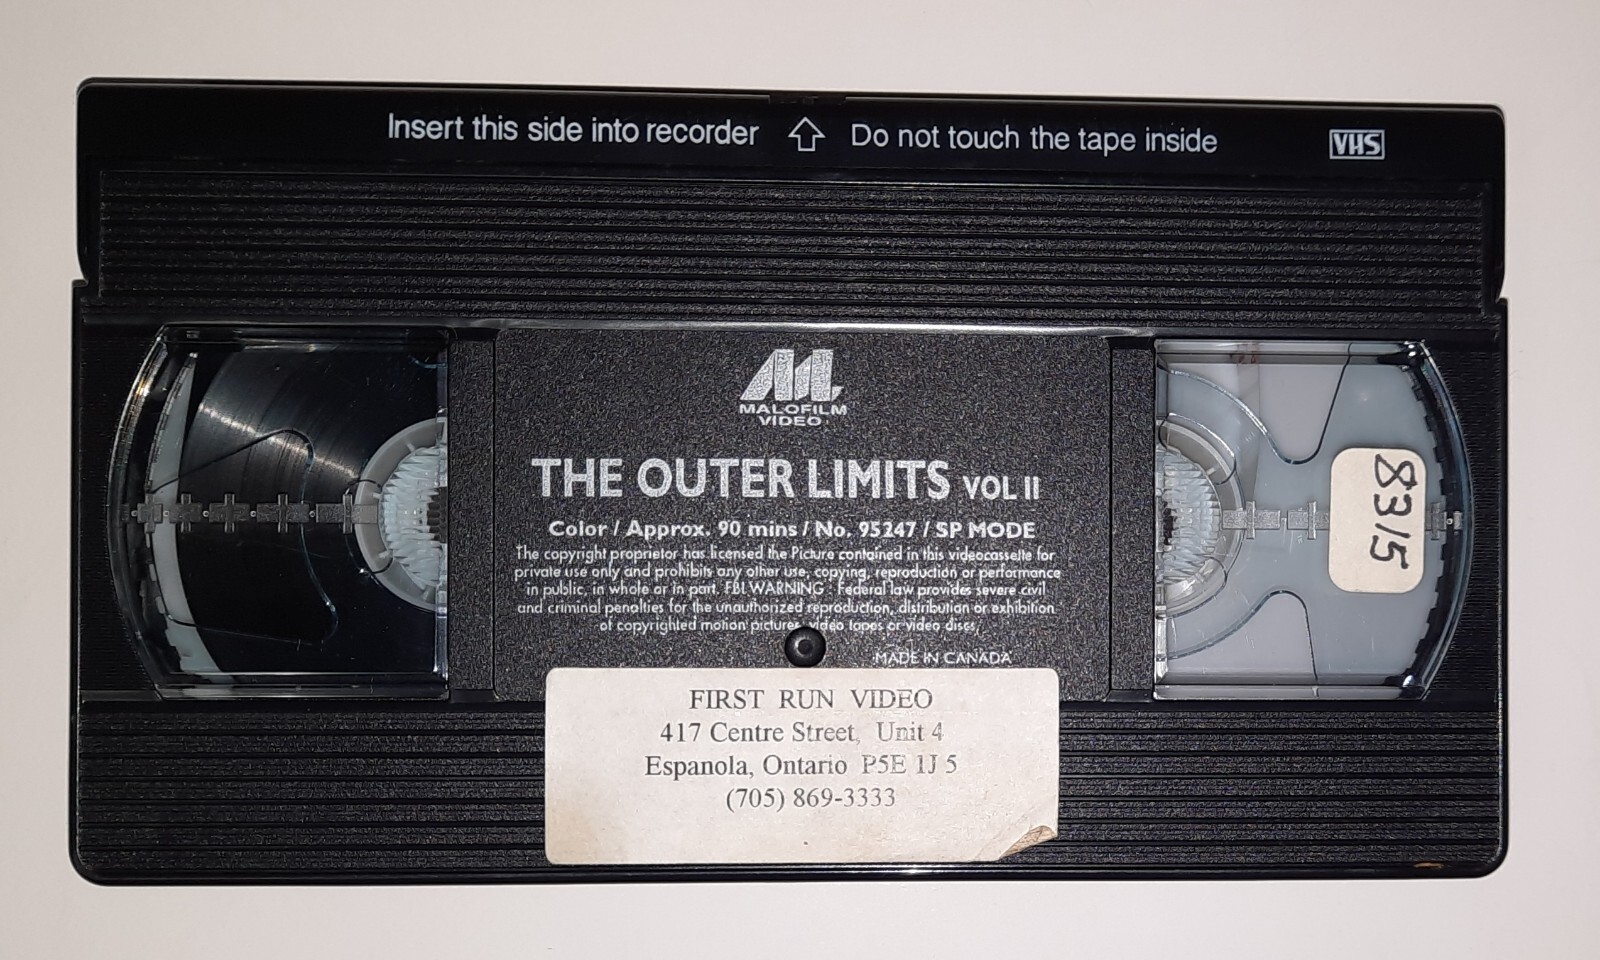 Insert this side into recorder ⇧ Do not touch the tape inside VHS
MALOFILM
VIDEO
THE OUTER LIMITS VOL II
Color / Approx. 90 mins / No. 95247 / SP MODE
The copyright proprietor has licensed the Picture contained in this videocassette for
private use only and prohibits any other use, copying, reproduction or performance
in public, in whole or in part. FBI WARNING : Federal law provides severe civil
and criminal penalties for the unauthorized reproduction, distribution or exhibition
of copyrighted motion pictures, video tapes or video discs,
MADE IN CANADA
8315
FIRST RUN VIDEO
417 Centre Street, Unit 4
Espanola, Ontario P5E 1J 5
(705) 869-3333